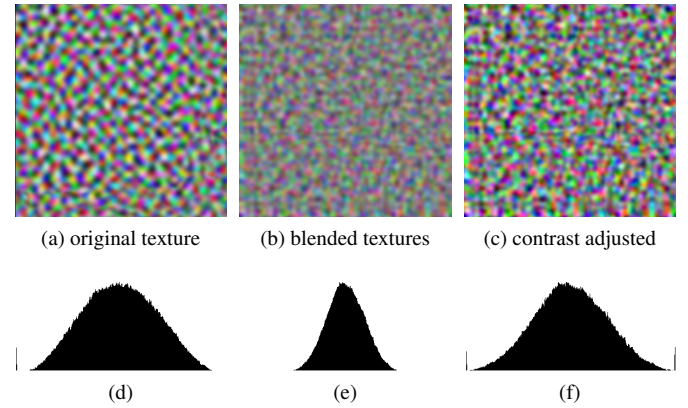 (a) original texture
(b) blended textures
(c) contrast adjusted
(d)
(e)
(f)